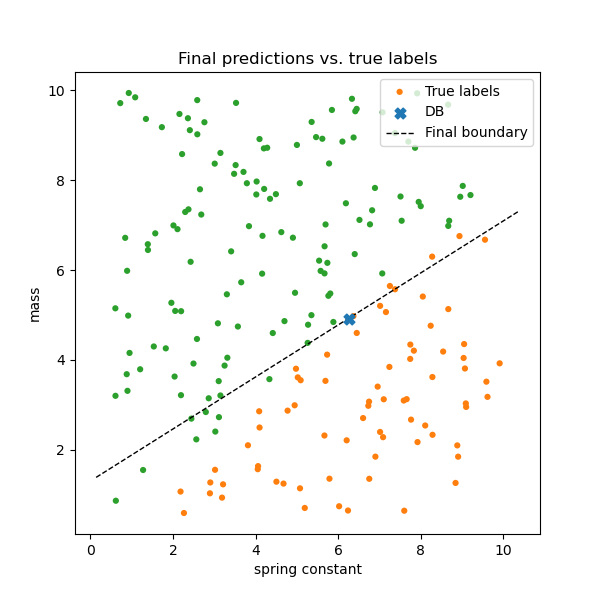 Final predictions vs. true labels
True labels
DB
Final boundary
10
8
6
4
2
mass
0 2 4 6 8 10
spring constant